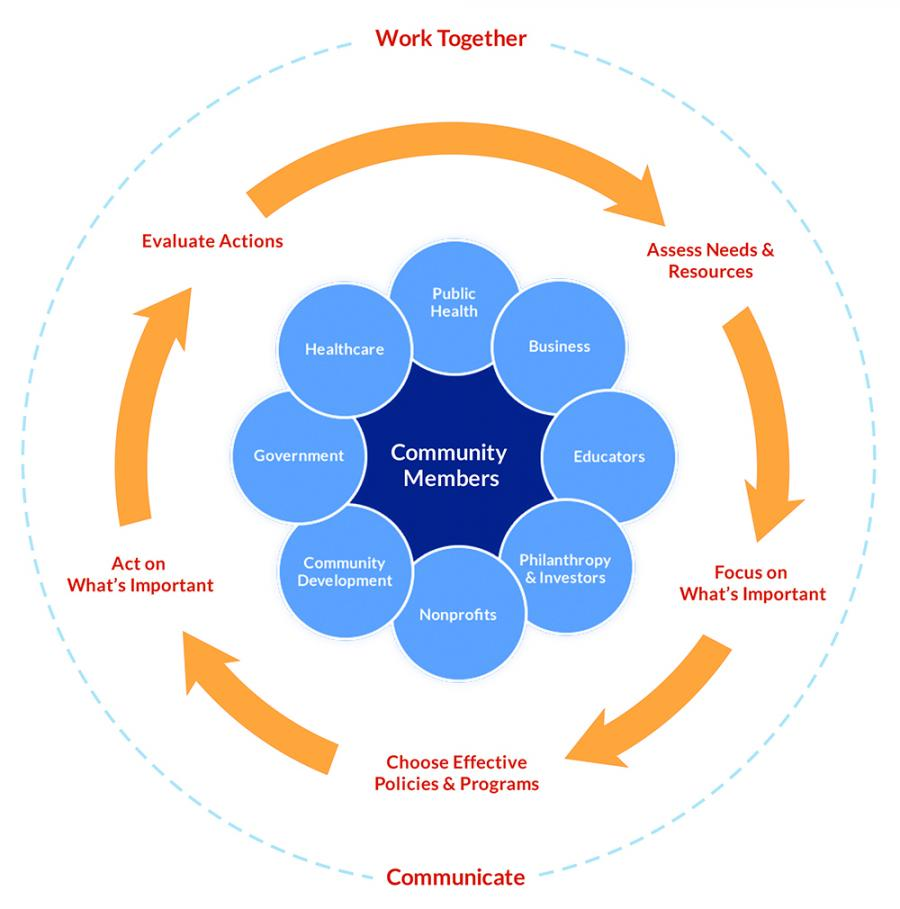 Work Together
Evaluate Actions
Assess Needs &
Resources
Public
Health
Healthcare
Business
Government
Community
Members
Educators
Community
Development
Philanthropy
& Investors
Nonprofits
Act on
What’s Important
Focus on
What’s Important
Choose Effective
Policies & Programs
Communicate